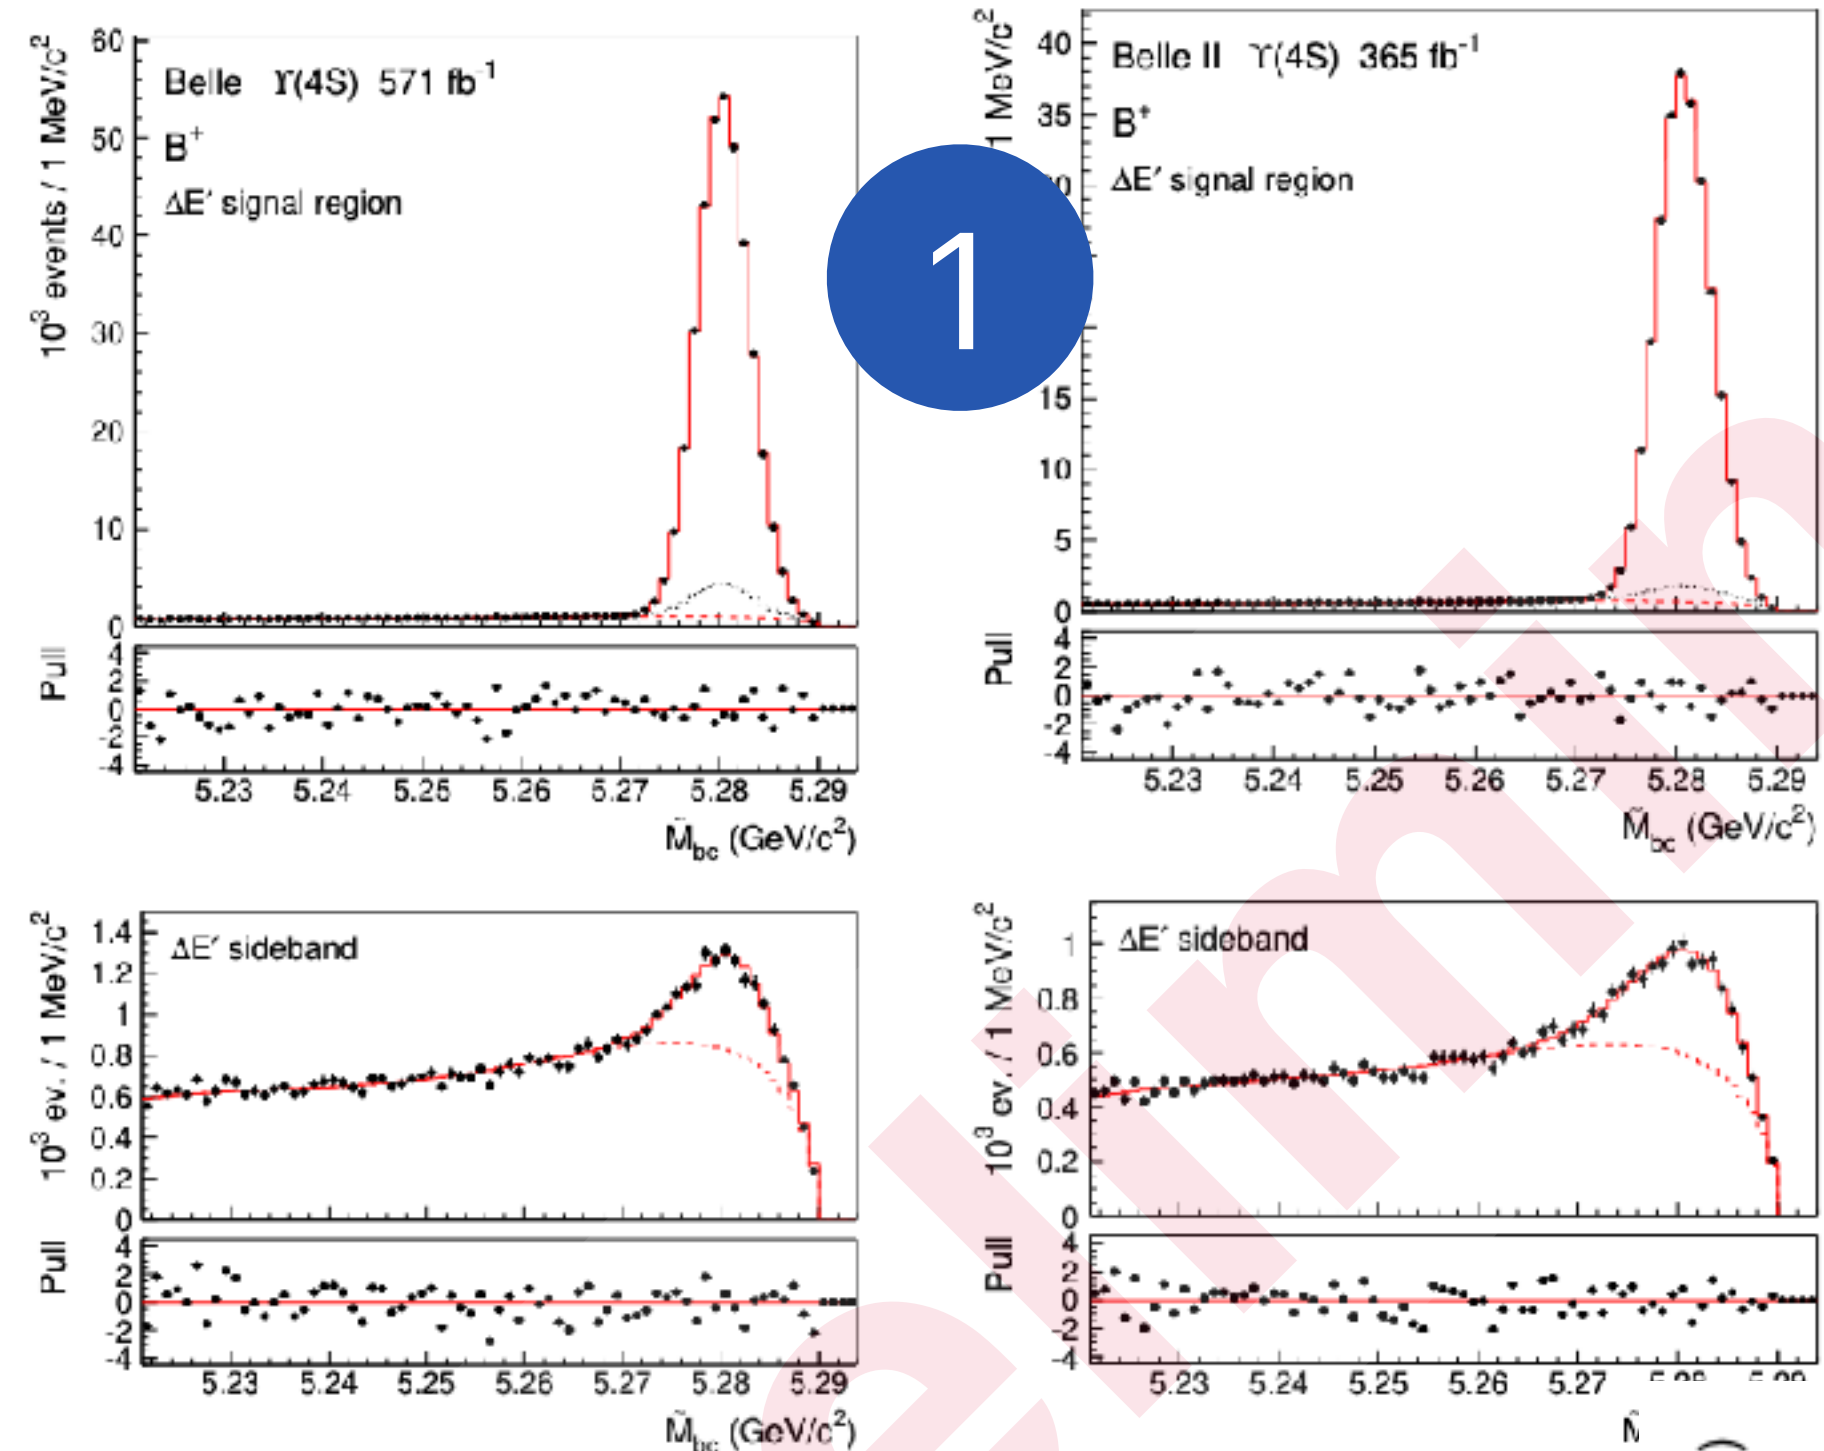 60
50
40
30
20
10
0
10³ events / 1 MeV/c²
Belle ϒ(4S) 571 fb⁻¹
B⁺
ΔE′ signal region
Pull
4
2
0
-2
-4
5.23 5.24 5.25 5.26 5.27 5.28 5.29
M̃bc (GeV/c²)
1
40
35
15
10
5
0
1 MeV/c²
Belle II ϒ(4S) 365 fb⁻¹
B⁺
ΔE′ signal region
Pull
4
2
0
-2
-4
5.23 5.24 5.25 5.26 5.27 5.28 5.29
M̃bc (GeV/c²)
1.4
1.2
1
0.8
0.6
0.4
0.2
0
10³ ev. / 1 MeV/c²
ΔE′ sideband
Pull
4
2
0
-2
-4
5.23 5.24 5.25 5.26 5.27 5.28 5.29
M̃bc (GeV/c²)
1
0.8
0.6
0.4
0.2
0
10³ ev. / 1 MeV/c²
ΔE′ sideband
Pull
4
2
0
-2
-4
5.23 5.24 5.25 5.26 5.27
M̃
elimin